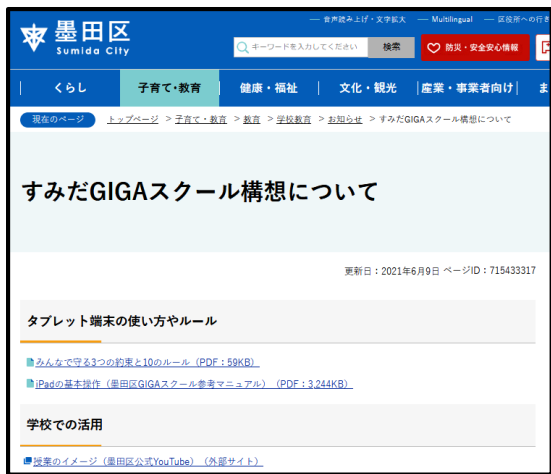 音声読み上げ・文字拡大 Multilingual 区役所への行き
墨田区
Sumida City
キーワードを入力してください 検索 防災・安全安心情報
くらし 子育て・教育 健康・福祉 文化・観光 産業・事業者向け ま
現在のページ トップページ > 子育て・教育 > 教育 > 学校教育 > お知らせ > すみだGIGAスクール構想について
すみだGIGAスクール構想について
更新日:2021年6月9日 ページID:715433317
タブレット端末の使い方やルール
みんなで守る3つの約束と10のルール(PDF:59KB)
iPadの基本操作(墨田区GIGAスクール参考マニュアル)(PDF:3,244KB)
学校での活用
授業のイメージ(墨田区公式YouTube)(外部サイト)